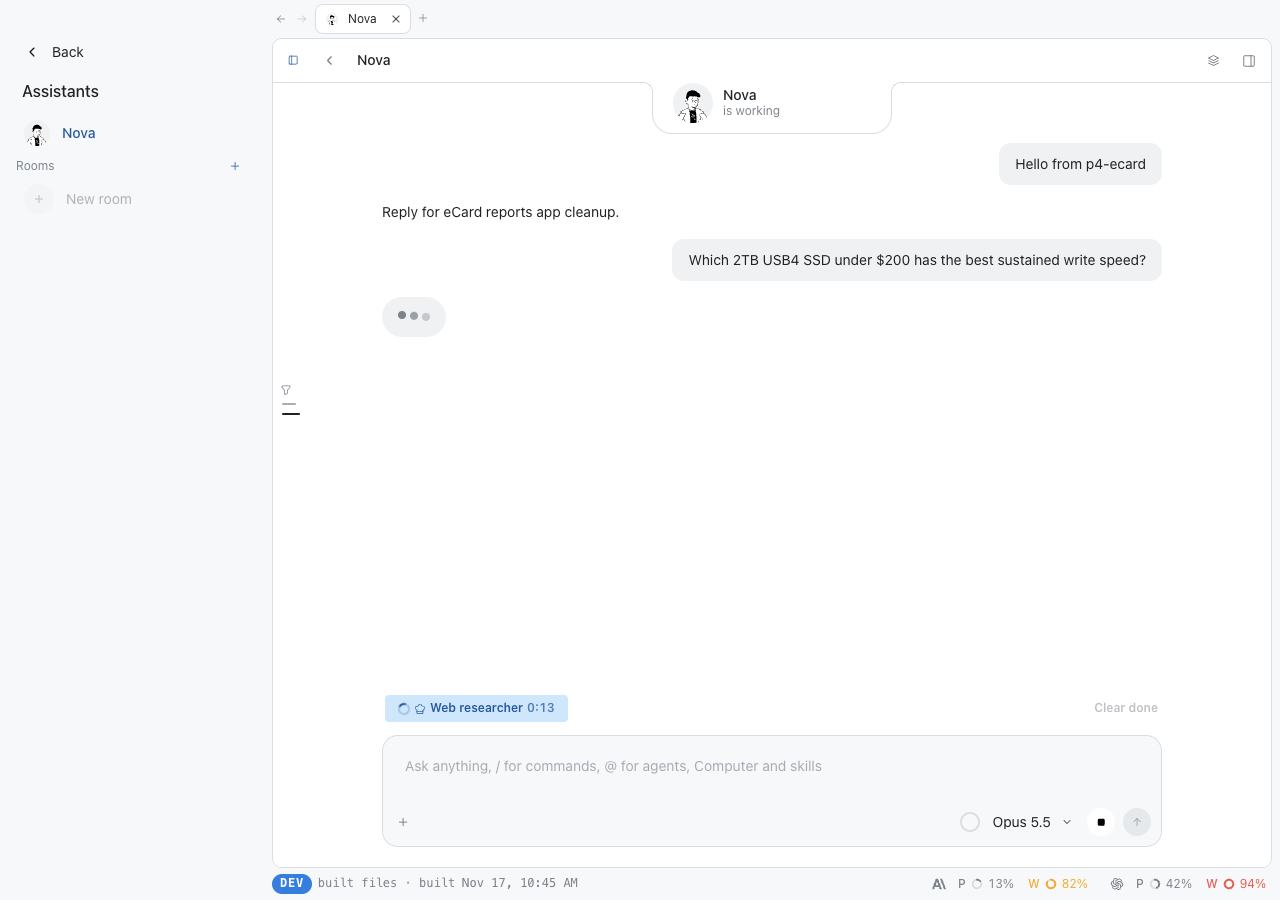 Nova
Back
Nova
Assistants
Nova
is working
Nova
Hello from p4-ecard
Rooms
New room
Reply for eCard reports app cleanup.
Which 2TB USB4 SSD under $200 has the best sustained write speed?
Web researcher 0:13
Clear done
Ask anything, / for commands, @ for agents, Computer and skills
Opus 5.5
DEV built files · built Nov 17, 10:45 AM
P 13% W 82% P 42% W 94%